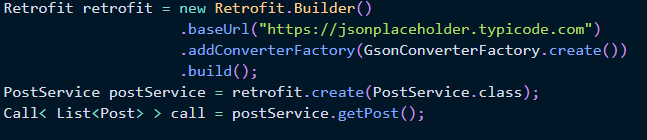 Retrofit retrofit = new Retrofit.Builder()
.baseUrl("https://jsonplaceholder.typicode.com")
.addConverterFactory(GsonConverterFactory.create())
.build();
PostService postService = retrofit.create(PostService.class);
Call< List<Post> > call = postService.getPost();